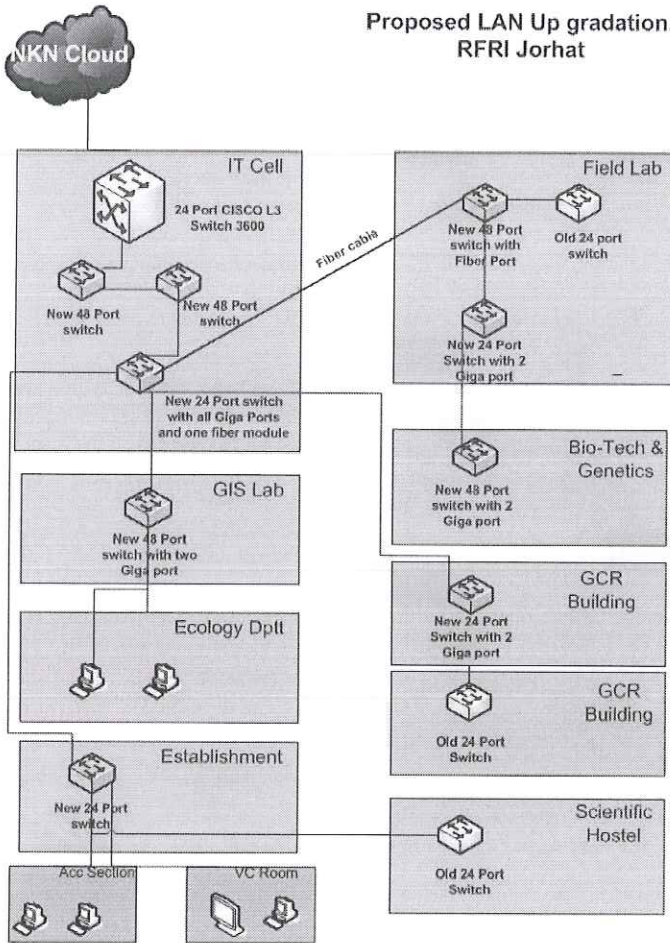 Proposed LAN Up gradation
RFRI Jorhat
NKN Cloud
IT Cell
24 Port CISCO L3
Switch 3600
New 48 Port
switch
New 48 Port
switch
New 24 Port switch
with all Giga Ports
and one fiber module
Fiber cable
Field Lab
New 48 Port
switch with
Fiber Port
Old 24 port
switch
New 24 Port
Switch with 2
Giga port
Bio-Tech &
Genetics
New 48 Port
switch with 2
Giga port
GIS Lab
New 48 Port
switch with two
Giga port
GCR
Building
New 24 Port
Switch with 2
Giga port
Ecology Dptt
GCR
Building
Old 24 Port
Switch
Establishment
New 24 Port
switch
Scientific
Hostel
Old 24 Port
Switch
Acc Section
VC Room